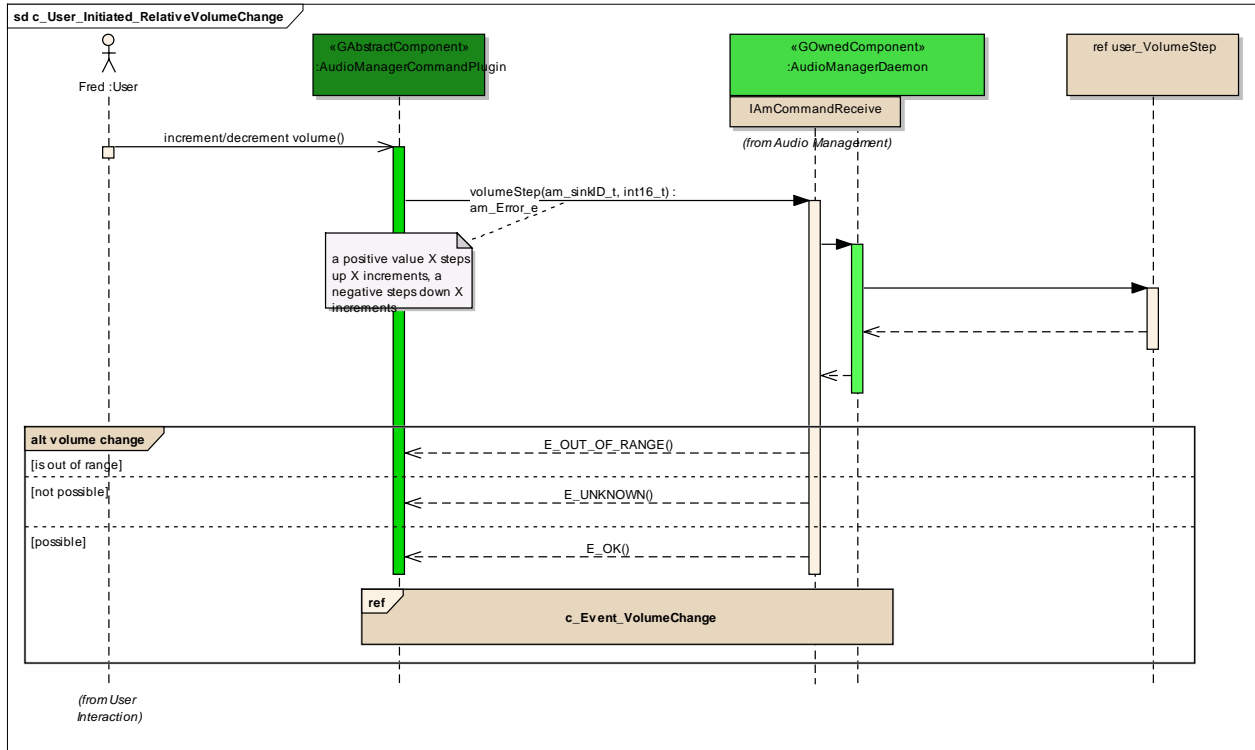 sd c_User_Initiated_RelativeVolumeChange
Fred :User
«GAbstractComponent»
:AudioManagerCommandPlugin
«GOwnedComponent»
:AudioManagerDaemon
ref user_VolumeStep
IAmCommandReceive
(from Audio Management)
increment/decrement volume()
volumeStep(am_sinkID_t, int16_t) :
am_Error_e
a positive value X steps
up X increments, a
negative steps down X
increments
alt volume change
[is out of range]
E_OUT_OF_RANGE()
[not possible]
E_UNKNOWN()
[possible]
E_OK()
ref
c_Event_VolumeChange
(from User
Interaction)